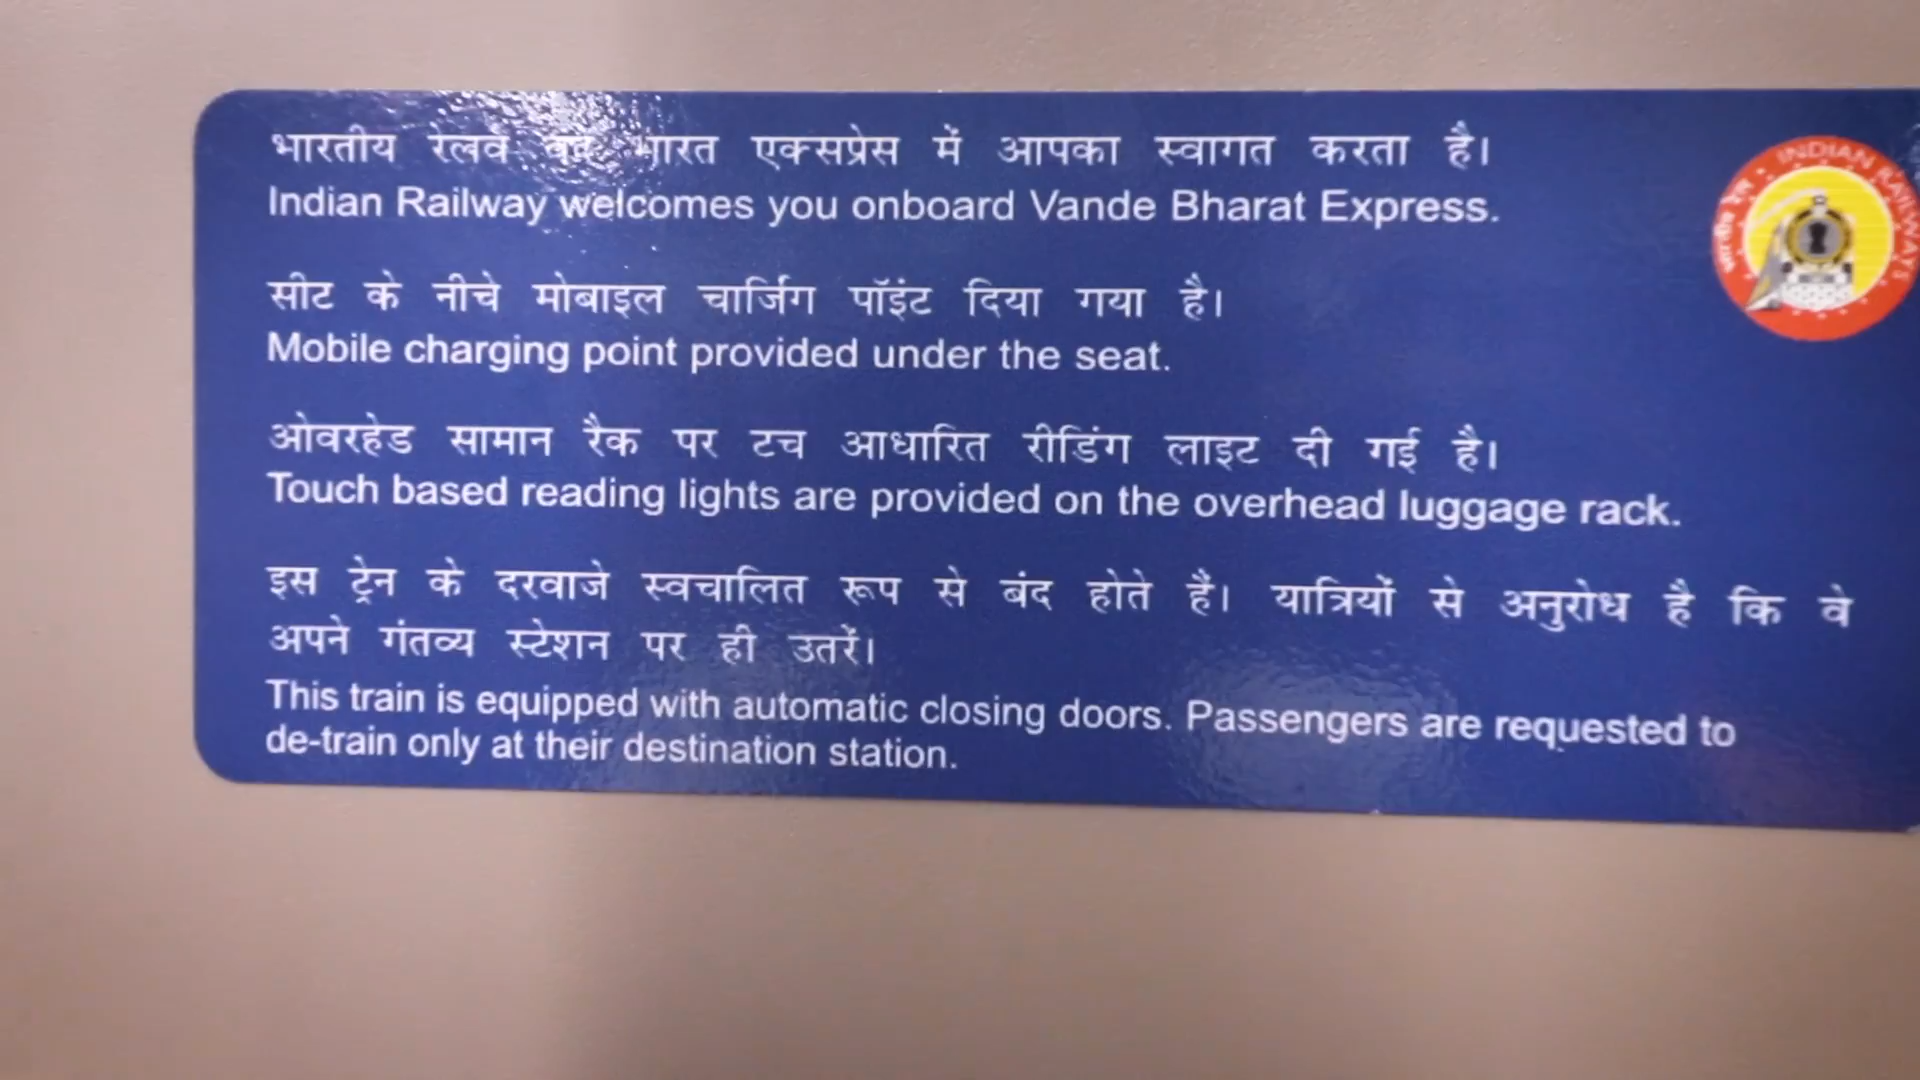 भारतीय रेलवे वंदे भारत एक्सप्रेस में आपका स्वागत करता है।
Indian Railway welcomes you onboard Vande Bharat Express.
सीट के नीचे मोबाइल चार्जिंग पॉइंट दिया गया है।
Mobile charging point provided under the seat.
ओवरहेड सामान रैक पर टच आधारित रीडिंग लाइट दी गई है।
Touch based reading lights are provided on the overhead luggage rack.
इस ट्रेन के दरवाजे स्वचालित रूप से बंद होते हैं। यात्रियों से अनुरोध है कि वे
अपने गंतव्य स्टेशन पर ही उतरें।
This train is equipped with automatic closing doors. Passengers are requested to
de-train only at their destination station.
भारतीय रेल
INDIAN RAILWAYS